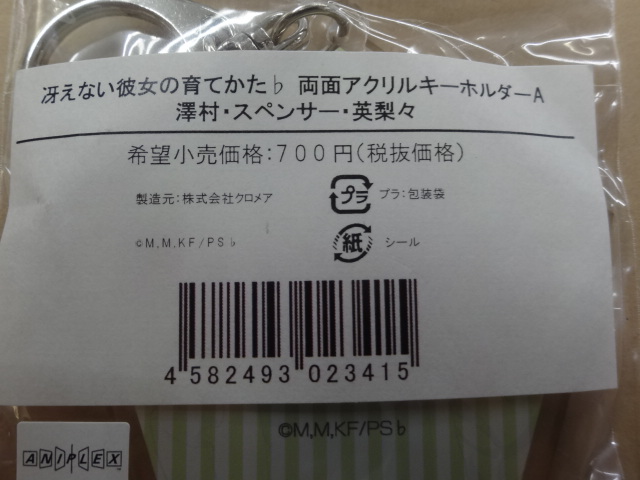 冴えない彼女の育てかた♭ 両面アクリルキーホルダーA
澤村・スペンサー・英梨々
希望小売価格:700円(税抜価格)
製造元:株式会社クロメア
プラ
プラ:包装袋
©M,M,KF/PS♭
紙
シール
4 582493 023415
©M,M,KF/PS♭
ANIPLEX